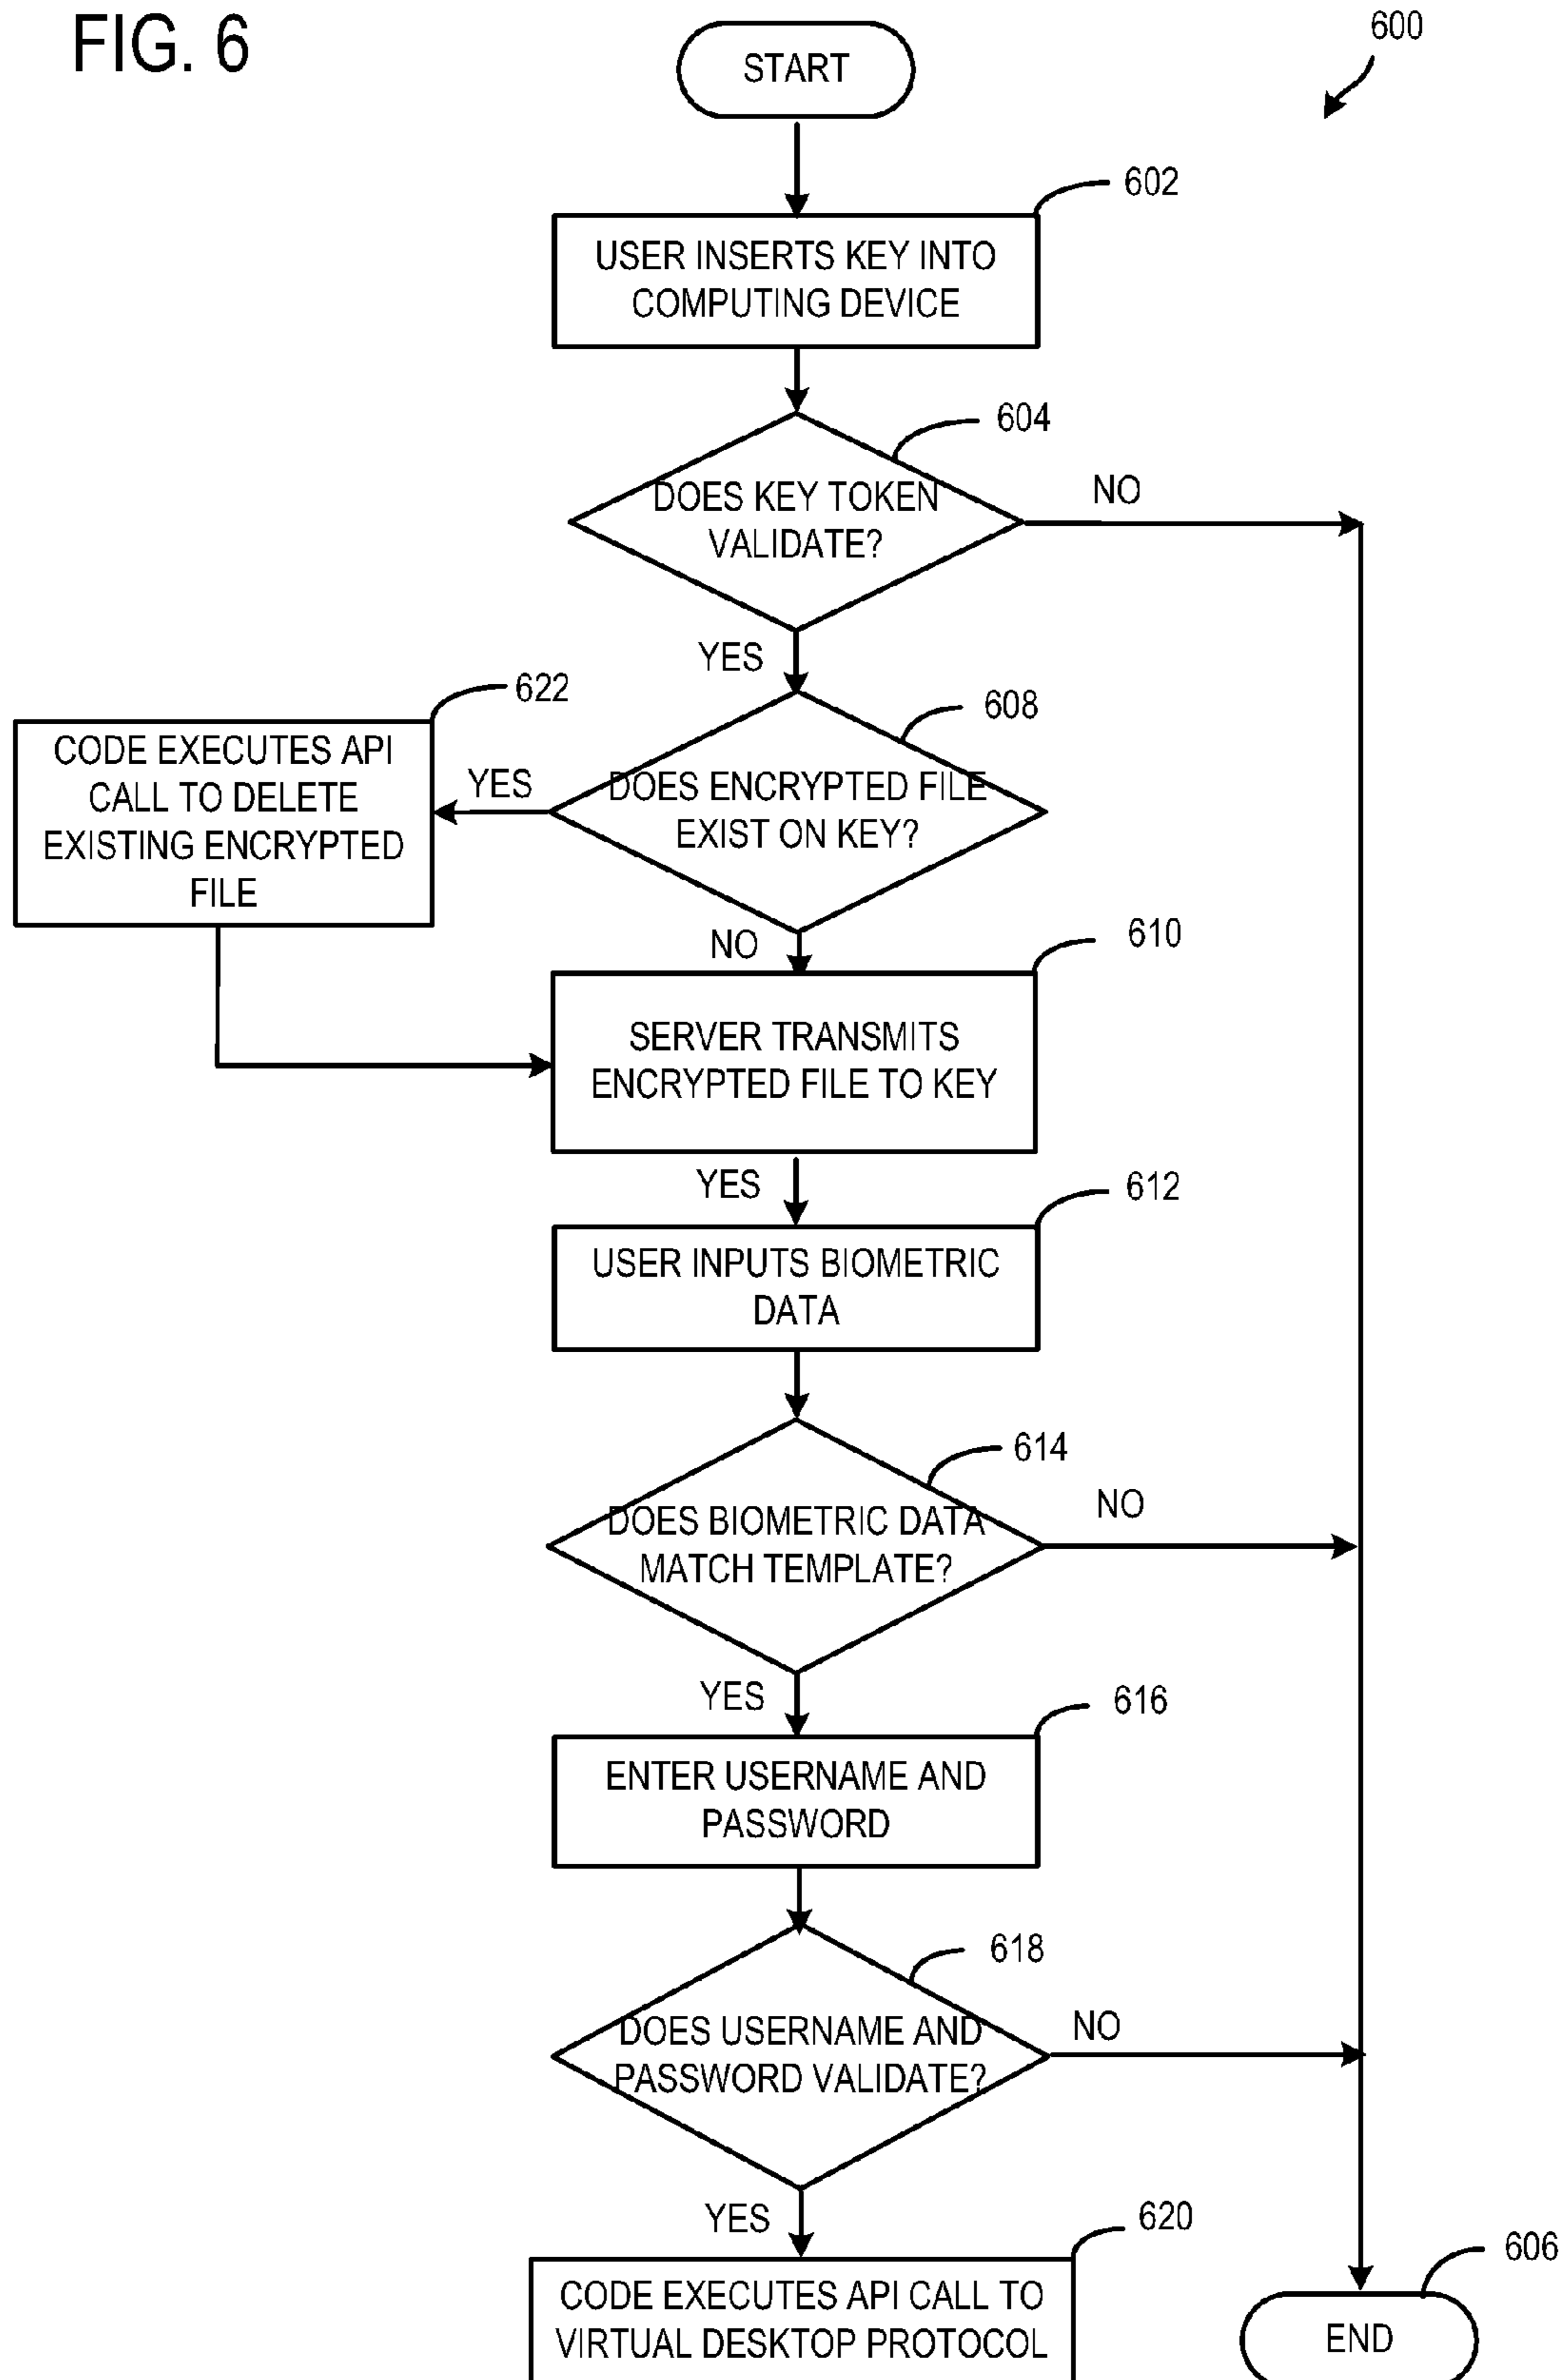 FIG. 6
600
START
602
USER INSERTS KEY INTO
COMPUTING DEVICE
604
DOES KEY TOKEN
VALIDATE?
NO
YES
622
CODE EXECUTES API
CALL TO DELETE
EXISTING ENCRYPTED
FILE
YES
608
DOES ENCRYPTED FILE
EXIST ON KEY?
NO
610
SERVER TRANSMITS
ENCRYPTED FILE TO KEY
YES
612
USER INPUTS BIOMETRIC
DATA
614
DOES BIOMETRIC DATA
MATCH TEMPLATE?
NO
YES
616
ENTER USERNAME AND
PASSWORD
618
DOES USERNAME AND
PASSWORD VALIDATE?
NO
YES
620
CODE EXECUTES API CALL TO
VIRTUAL DESKTOP PROTOCOL
606
END